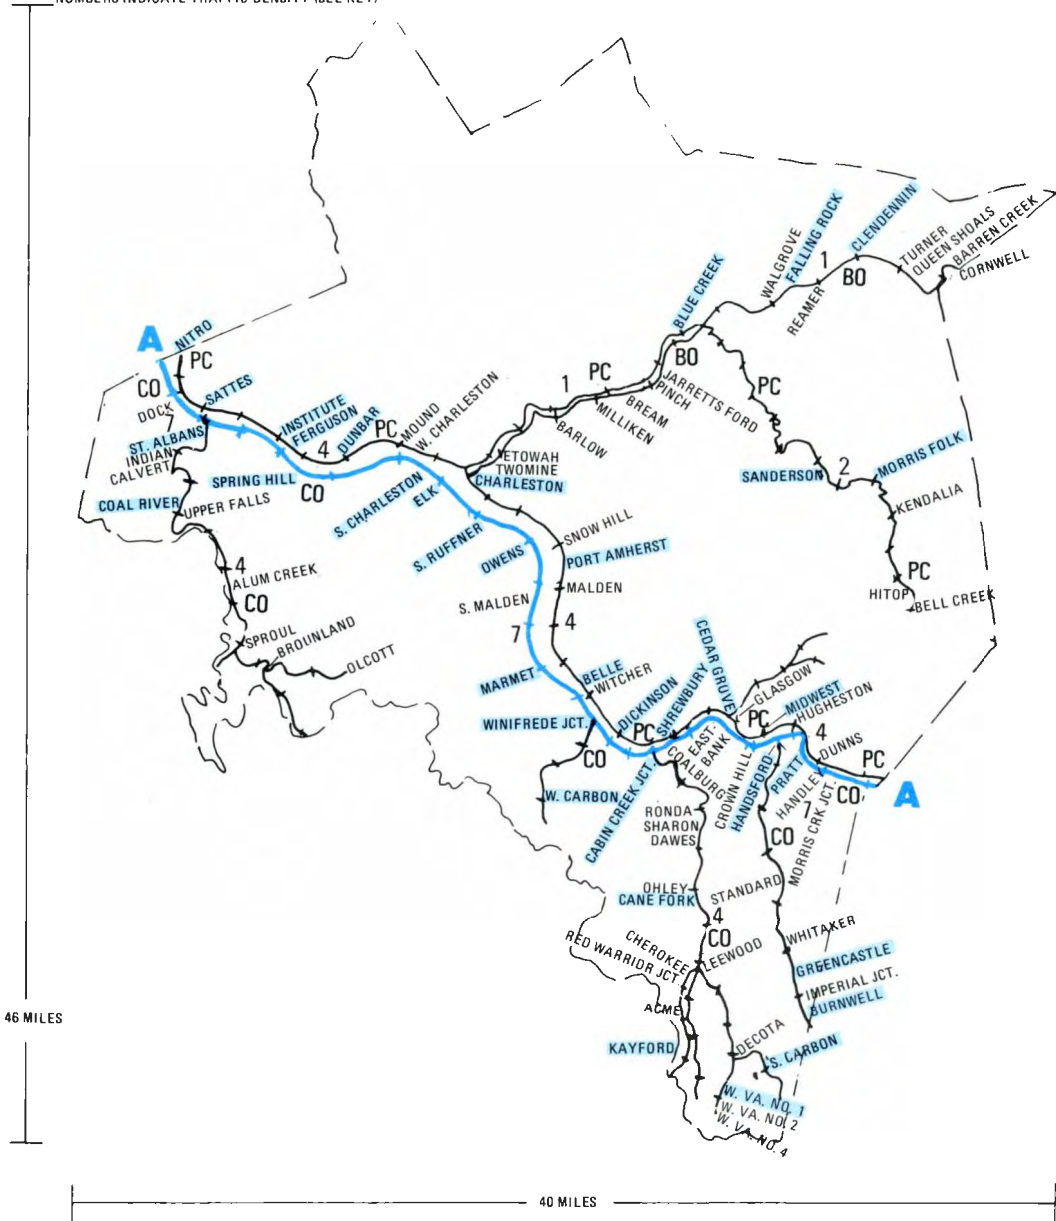 NUMBERS INDICATE TRAFFIC DENSITY (SEE KEY)
CLENDENNIN
FALLING ROCK
WALGROVE
TURNER
QUEEN SHOALS
BARREN CREEK
CORNWELL
1
BO
REAMER
BLUE CREEK
BO
A
NITRO
PC
CO
DOCK
7
SATTES
INSTITUTE
FERGUSON
4
DUNBAR
PC
MOUND
W. CHARLESTON
1
PC
JARRETTS FORD
PINCH
BREAM
MILLIKEN
BARLOW
PC
ST. ALBANS
INDIAN
CALVERT
SPRING HILL
CO
COAL RIVER
UPPER FALLS
ETOWAH
TWOMINE
CHARLESTON
S. CHARLESTON
ELK
S. RUFFNER
OWENS
SNOW HILL
PORT AMHERST
MALDEN
S. MALDEN
7
4
SANDERSON
2
MORRIS FOLK
KENDALIA
PC
HITOP
BELL CREEK
4
ALUM CREEK
CO
SPROUL
BROUNLAND
OLCOTT
MARMET
BELLE
WITCHER
WINIFREDE JCT.
CO
W. CARBON
DICKINSON
PC
SHREWBURY
CEDAR GRUVE
GLASGOW
PC
MIDWEST
HUGHESTON
4
DUNNS
PC
A
CO
7
CABIN CREEK JCT.
COALBURG
EAST.
BANK
CROWN HILL
HANDSFORD
PRATT
HANDLEY
MORRIS CRK JCT.
CO
RONDA
SHARON
DAWES
OHLEY
CANE FORK
STANDARD
4
CO
CHEROKEE
RED WARRIDR JCT.
LEEWOOD
WHITAKER
GREENCASTLE
IMPERIAL JCT.
BURNWELL
ACME
KAYFORD
DECOTA
S. CARBON
W. VA. NO. 1
W. VA. NO. 2
W. VA. NO. 4
46 MILES
40 MILES